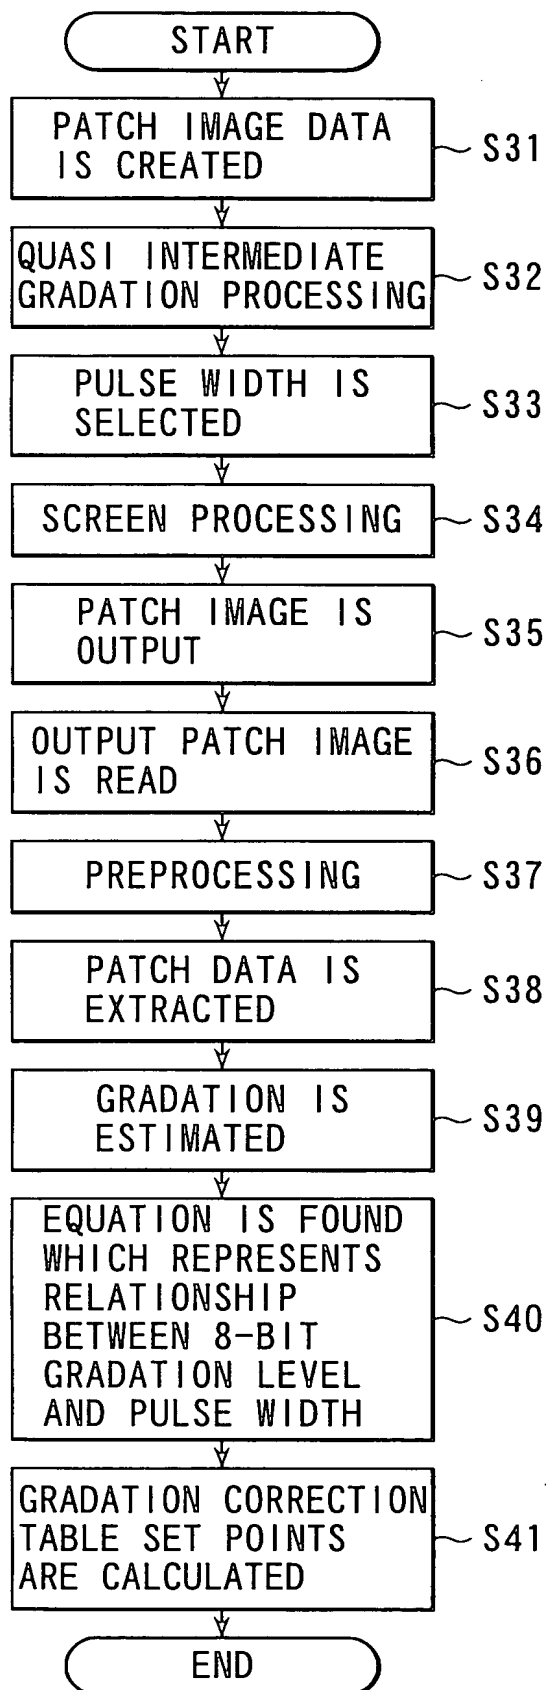 START
PATCH IMAGE DATA
IS CREATED
S31
QUASI INTERMEDIATE
GRADATION PROCESSING
S32
PULSE WIDTH IS
SELECTED
S33
SCREEN PROCESSING
S34
PATCH IMAGE IS
OUTPUT
S35
OUTPUT PATCH IMAGE
IS READ
S36
PREPROCESSING
S37
PATCH DATA IS
EXTRACTED
S38
GRADATION IS
ESTIMATED
S39
EQUATION IS FOUND
WHICH REPRESENTS
RELATIONSHIP
BETWEEN 8-BIT
GRADATION LEVEL
AND PULSE WIDTH
S40
GRADATION CORRECTION
TABLE SET POINTS
ARE CALCULATED
S41
END